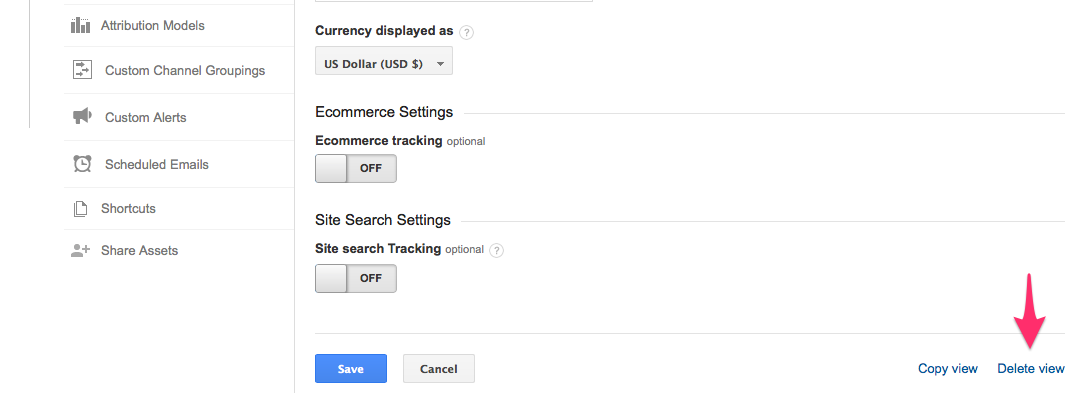 Attribution Models
Custom Channel Groupings
Custom Alerts
Scheduled Emails
Shortcuts
Share Assets
Currency displayed as ?
US Dollar (USD $)
Ecommerce Settings
Ecommerce tracking optional
OFF
Site Search Settings
Site search Tracking optional ?
OFF
Save Cancel Copy view Delete view